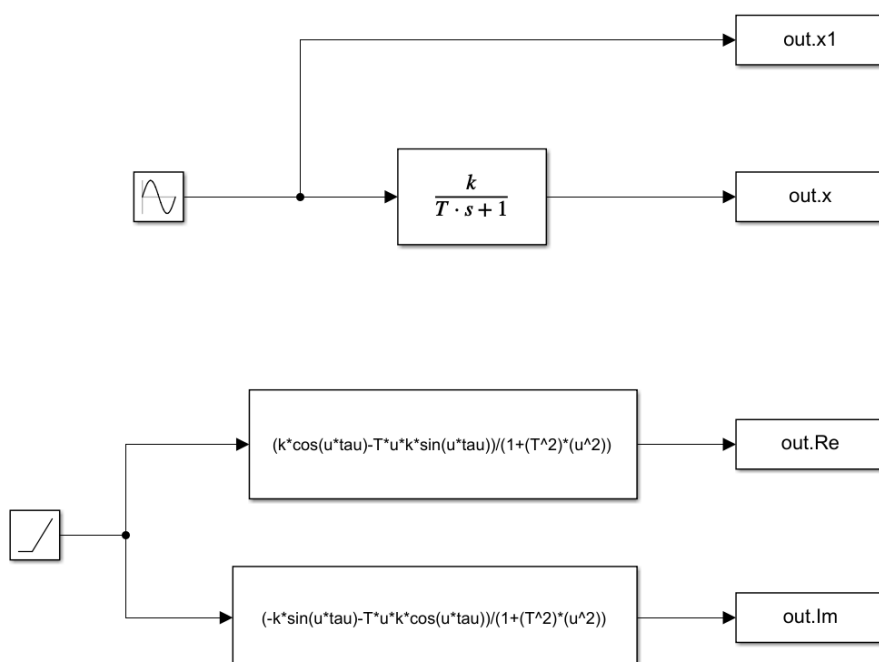 out.x1
k
T · s + 1
out.x
(k*cos(u*tau)-T*u*k*sin(u*tau))/(1+(T^2)*(u^2))
out.Re
(-k*sin(u*tau)-T*u*k*cos(u*tau))/(1+(T^2)*(u^2))
out.Im